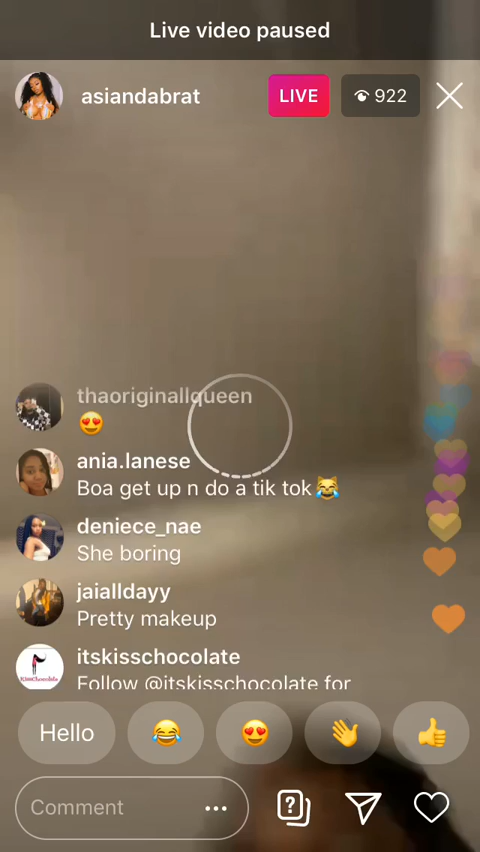 Live video paused
asiandabrat
LIVE
922
thaoriginallqueen
😍
ania.lanese
Boa get up n do a tik tok😹
deniece_nae
She boring
jaialldayy
Pretty makeup
itskisschocolate
Follow @itskisschocolate for
Hello 😂 😍 👋 👍
Comment ...